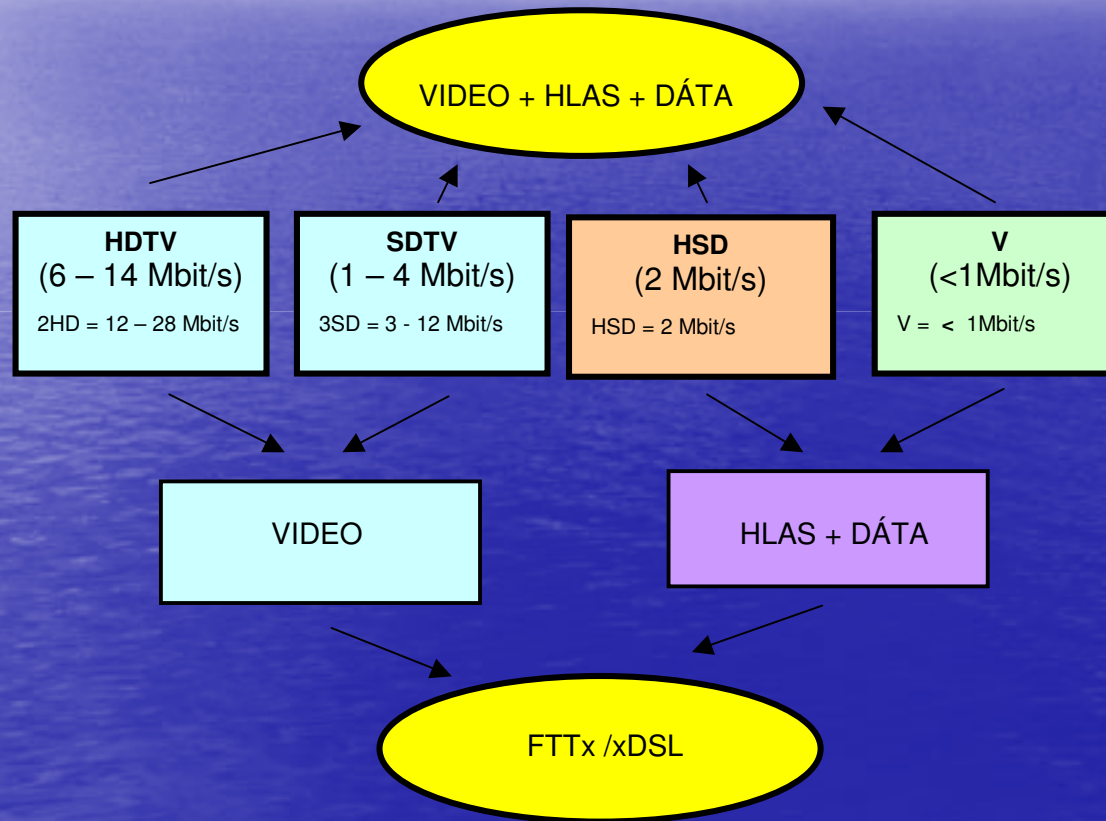 VIDEO + HLAS + DÁTA
HDTV
(6 – 14 Mbit/s)
2HD = 12 – 28 Mbit/s
SDTV
(1 – 4 Mbit/s)
3SD = 3 - 12 Mbit/s
HSD
(2 Mbit/s)
HSD = 2 Mbit/s
V
(<1Mbit/s)
V = < 1Mbit/s
VIDEO
HLAS + DÁTA
FTTx /xDSL